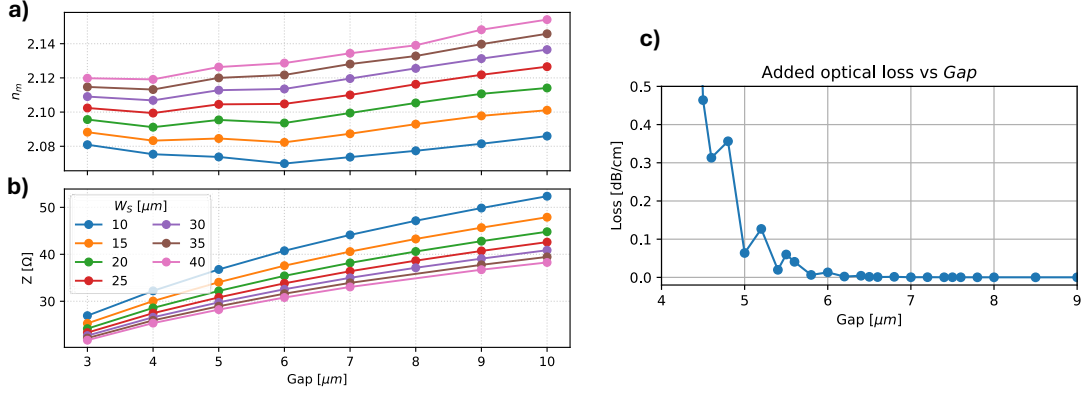 a)
2.14
2.12
2.10
2.08
n_m
b)
W_S [μm]
10 30
15 35
20 40
25
50
40
30
Z [Ω]
3 4 5 6 7 8 9 10
Gap [μm]
c)
Added optical loss vs Gap
0.5
0.4
0.3
0.2
0.1
0.0
Loss [dB/cm]
4 5 6 7 8 9
Gap [μm]